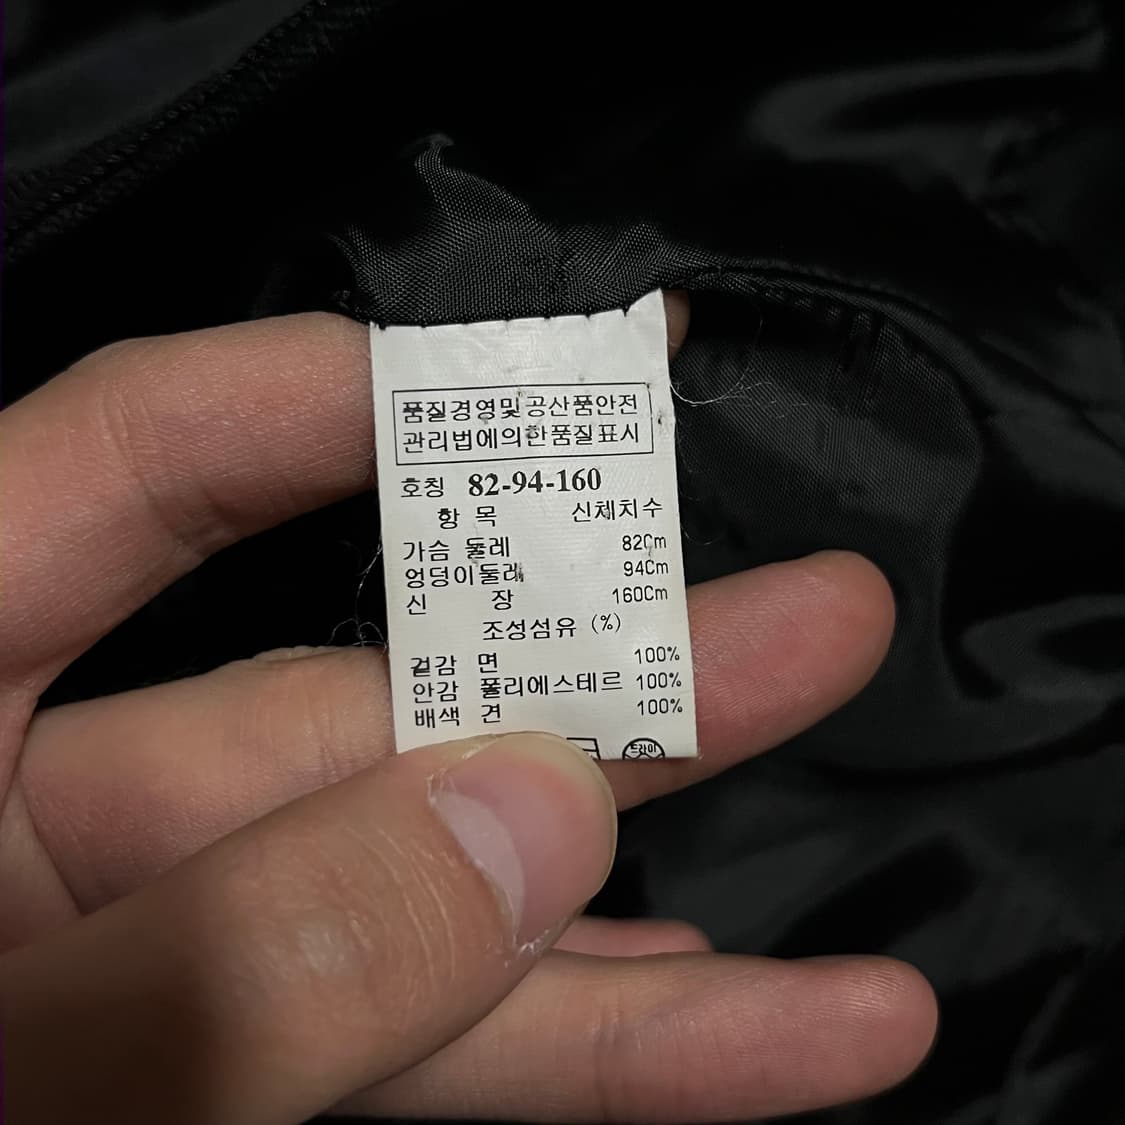 품질경영및공산품안전
관리법에의한품질표시
호칭 82-94-160
항 목 신체치수
가슴 둘레 82Cm
엉덩이둘레 94Cm
신 장 160Cm
조성섬유 (%)
겉감 면 100%
안감 폴리에스테르 100%
배색 견 100%
드라이